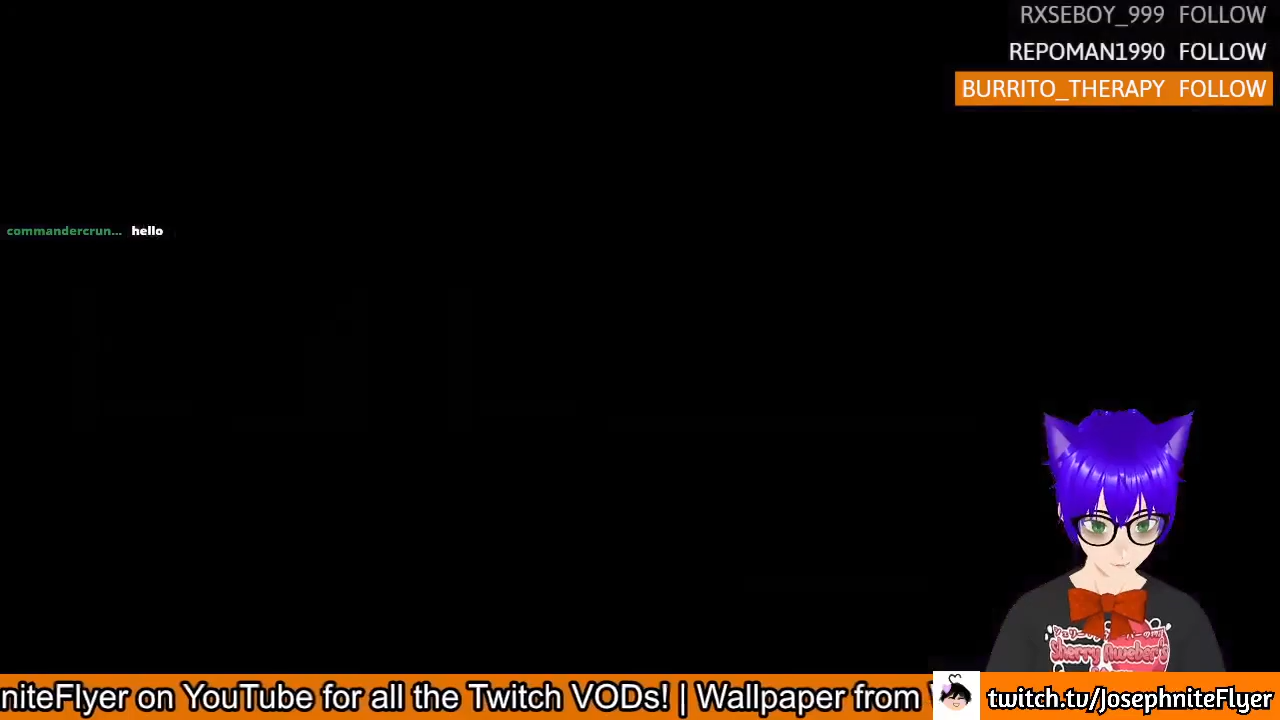 RXSEBOY_999 FOLLOW
REPOMAN1990 FOLLOW
BURRITO_THERAPY FOLLOW
commandercrun... hello
Sherry
niteFlyer on YouTube for all the Twitch VODs! | Wallpaper from
twitch.tv/JosephniteFlyer